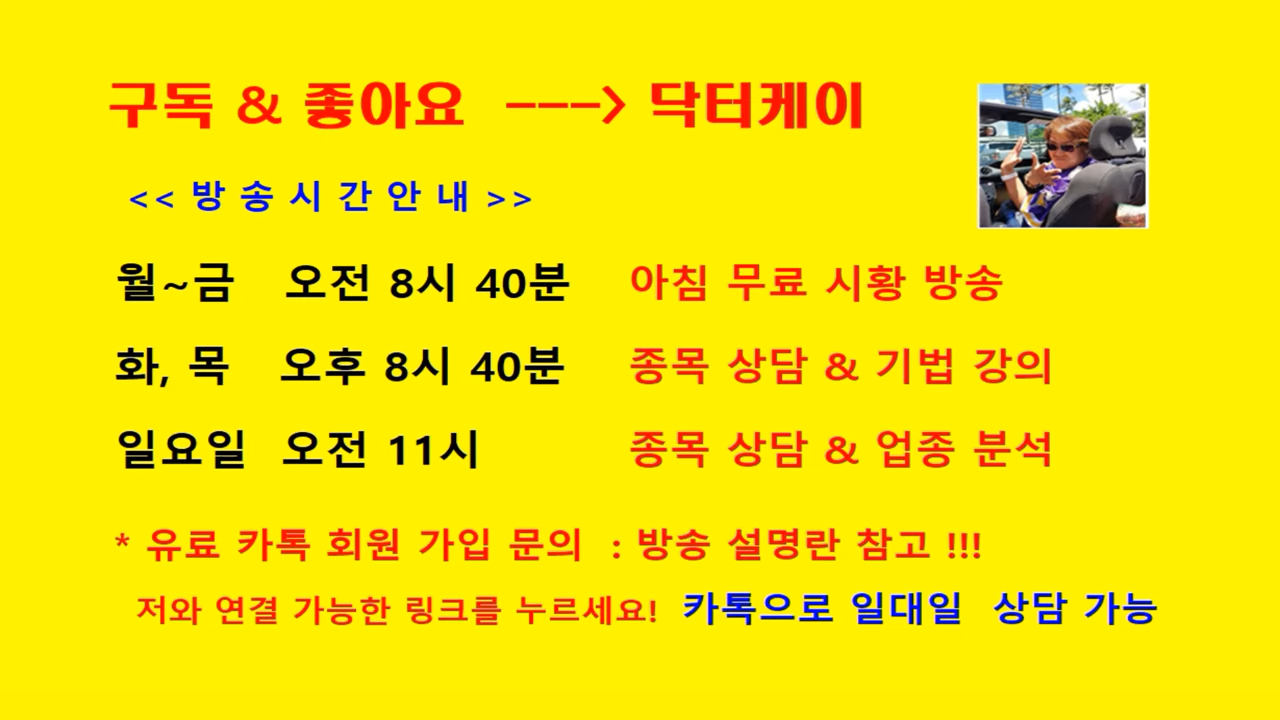 구독 & 좋아요 ---> 닥터케이
<< 방 송 시 간 안 내 >>
월~금 오전 8시 40분 아침 무료 시황 방송
화, 목 오후 8시 40분 종목 상담 & 기법 강의
일요일 오전 11시 종목 상담 & 업종 분석
* 유료 카톡 회원 가입 문의 : 방송 설명란 참고 !!!
저와 연결 가능한 링크를 누르세요! 카톡으로 일대일 상담 가능